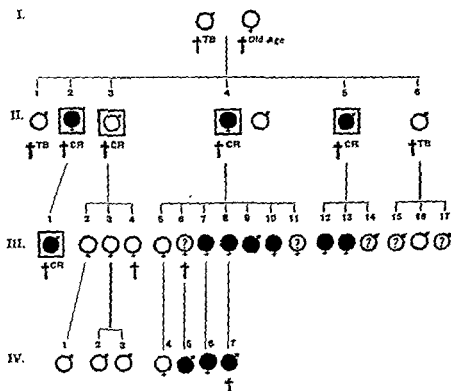 I.
†TB †Old Age
1 2 3 4 5 6
II.
†TB †CR †CR †CR †CR †TB
1 2 3 4 5 6 7 8 9 10 11 12 13 14 15 16 17
III. ? ? ? ? ?
†CR † †
1 2 3 4 5 6 7
IV.
†